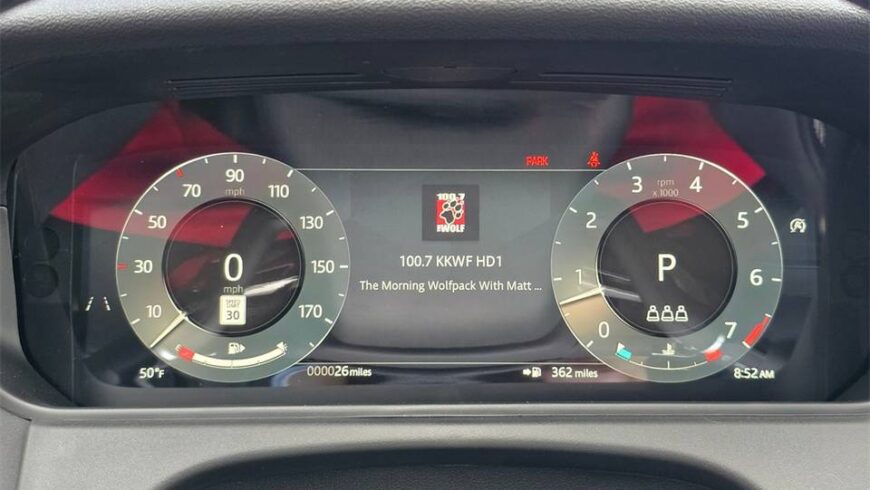 PARK
90
mph
70
110
50
130
30
150
10
170
0
mph
30
100.7
WOLF
100.7 KKWF HD1
The Morning Wolfpack With Matt ...
3
rpm
x 1000
4
2
5
1
6
0
7
P
50°F
000026miles
362 miles
8:52AM